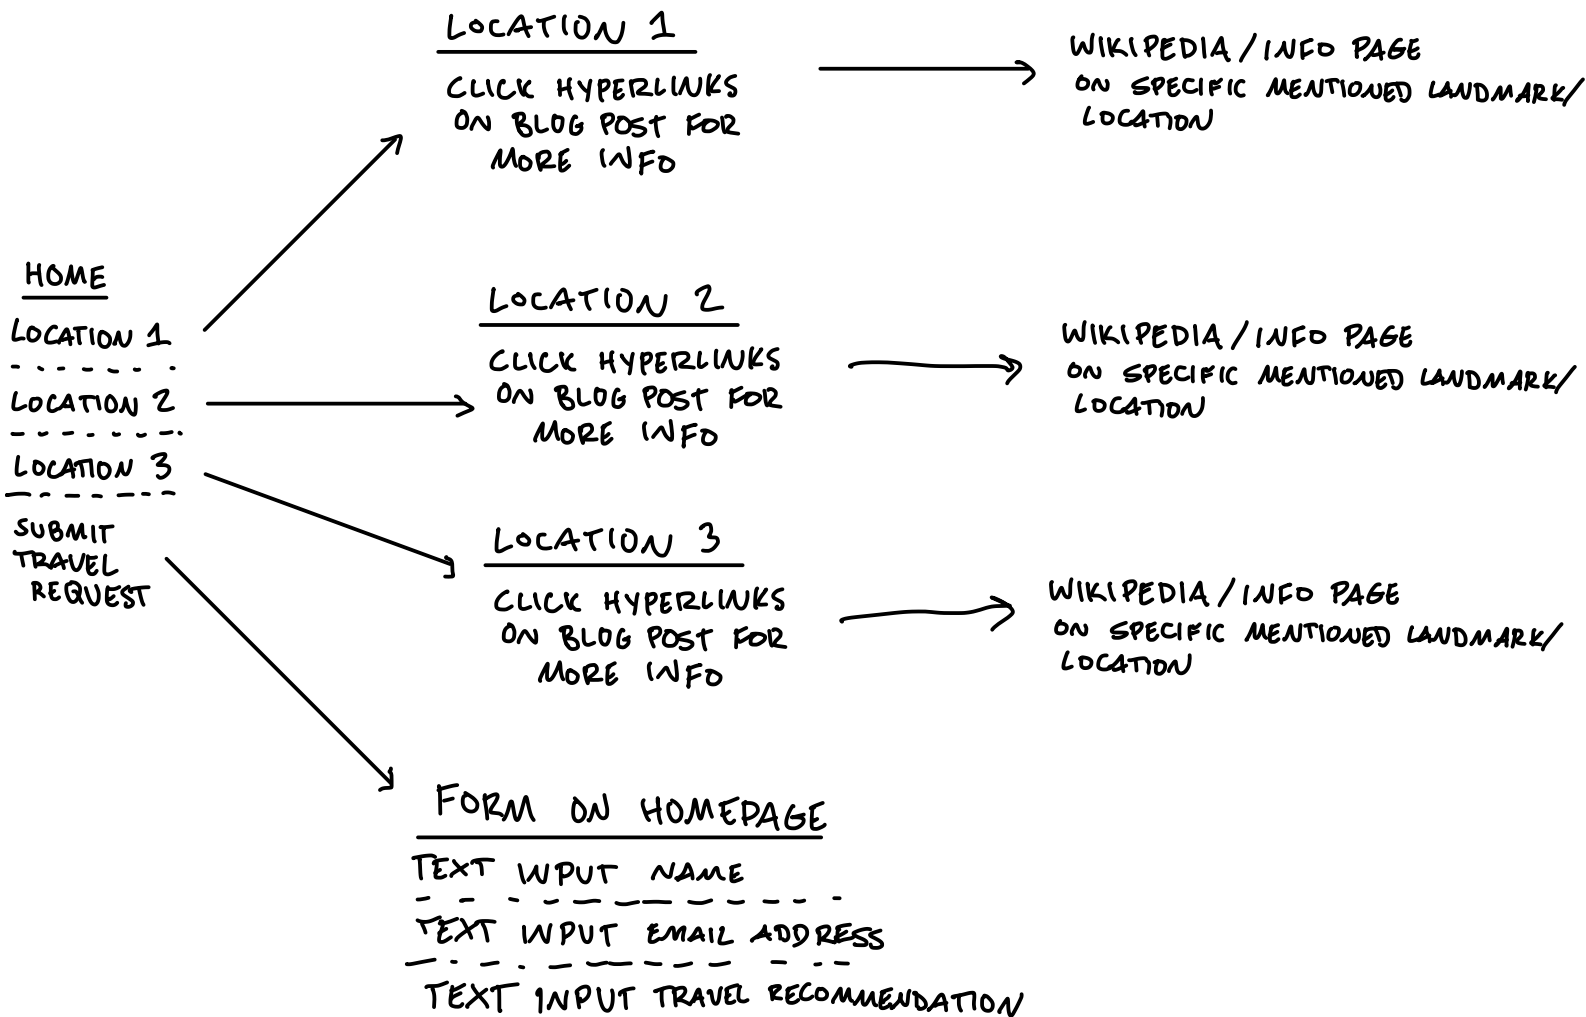 HOME
LOCATION 1
LOCATION 2
LOCATION 3
SUBMIT
TRAVEL
REQUEST
LOCATION 1
CLICK HYPERLINKS
ON BLOG POST FOR
MORE INFO
WIKIPEDIA/INFO PAGE
ON SPECIFIC MENTIONED LANDMARK/
LOCATION
LOCATION 2
CLICK HYPERLINKS
ON BLOG POST FOR
MORE INFO
WIKIPEDIA/INFO PAGE
ON SPECIFIC MENTIONED LANDMARK/
LOCATION
LOCATION 3
CLICK HYPERLINKS
ON BLOG POST FOR
MORE INFO
WIKIPEDIA/INFO PAGE
ON SPECIFIC MENTIONED LANDMARK/
LOCATION
FORM ON HOMEPAGE
TEXT INPUT NAME
TEXT INPUT EMAIL ADDRESS
TEXT INPUT TRAVEL RECOMMENDATION